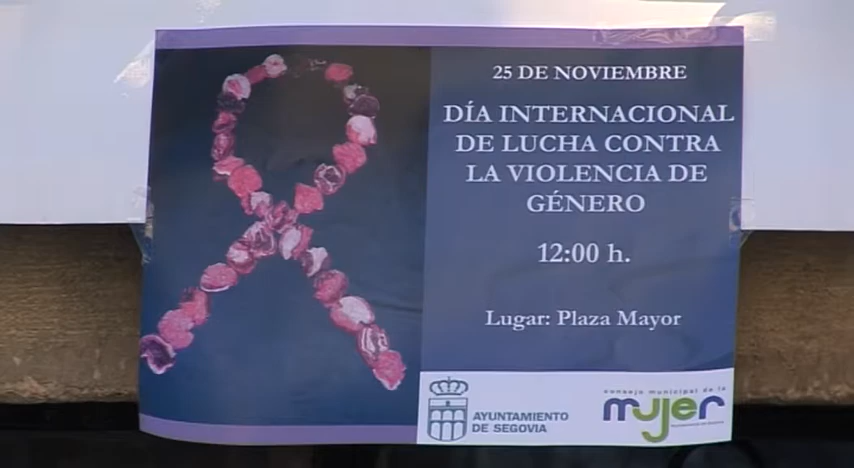 25 DE NOVIEMBRE
DÍA INTERNACIONAL
DE LUCHA CONTRA
LA VIOLENCIA DE
GÉNERO
12:00 h.
Lugar: Plaza Mayor
AYUNTAMIENTO
DE SEGOVIA
consejo municipal de la
mujer